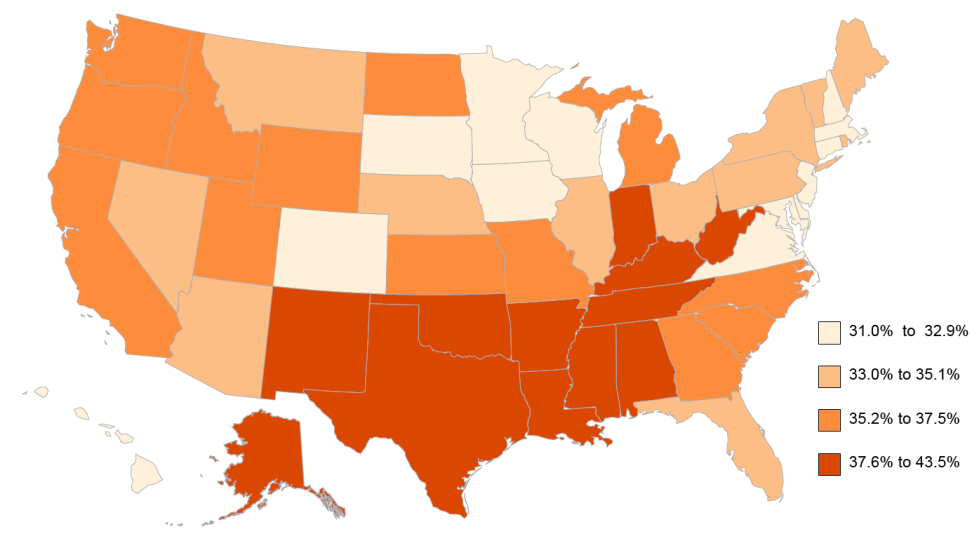 31.0% to 32.9%
33.0% to 35.1%
35.2% to 37.5%
37.6% to 43.5%